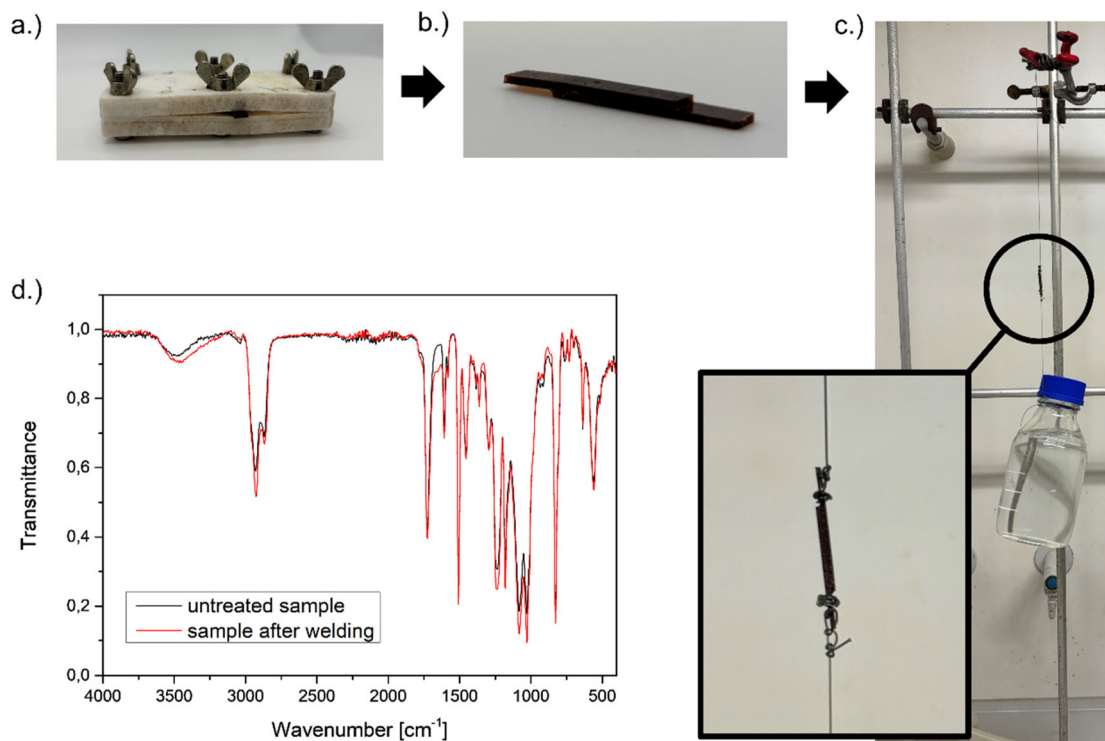 a.)
b.)
c.)
d.)
1,0
0,8
0,6
0,4
0,2
0,0
Transmittance
untreated sample
sample after welding
4000 3500 3000 2500 2000 1500 1000 500
Wavenumber [cm⁻¹]